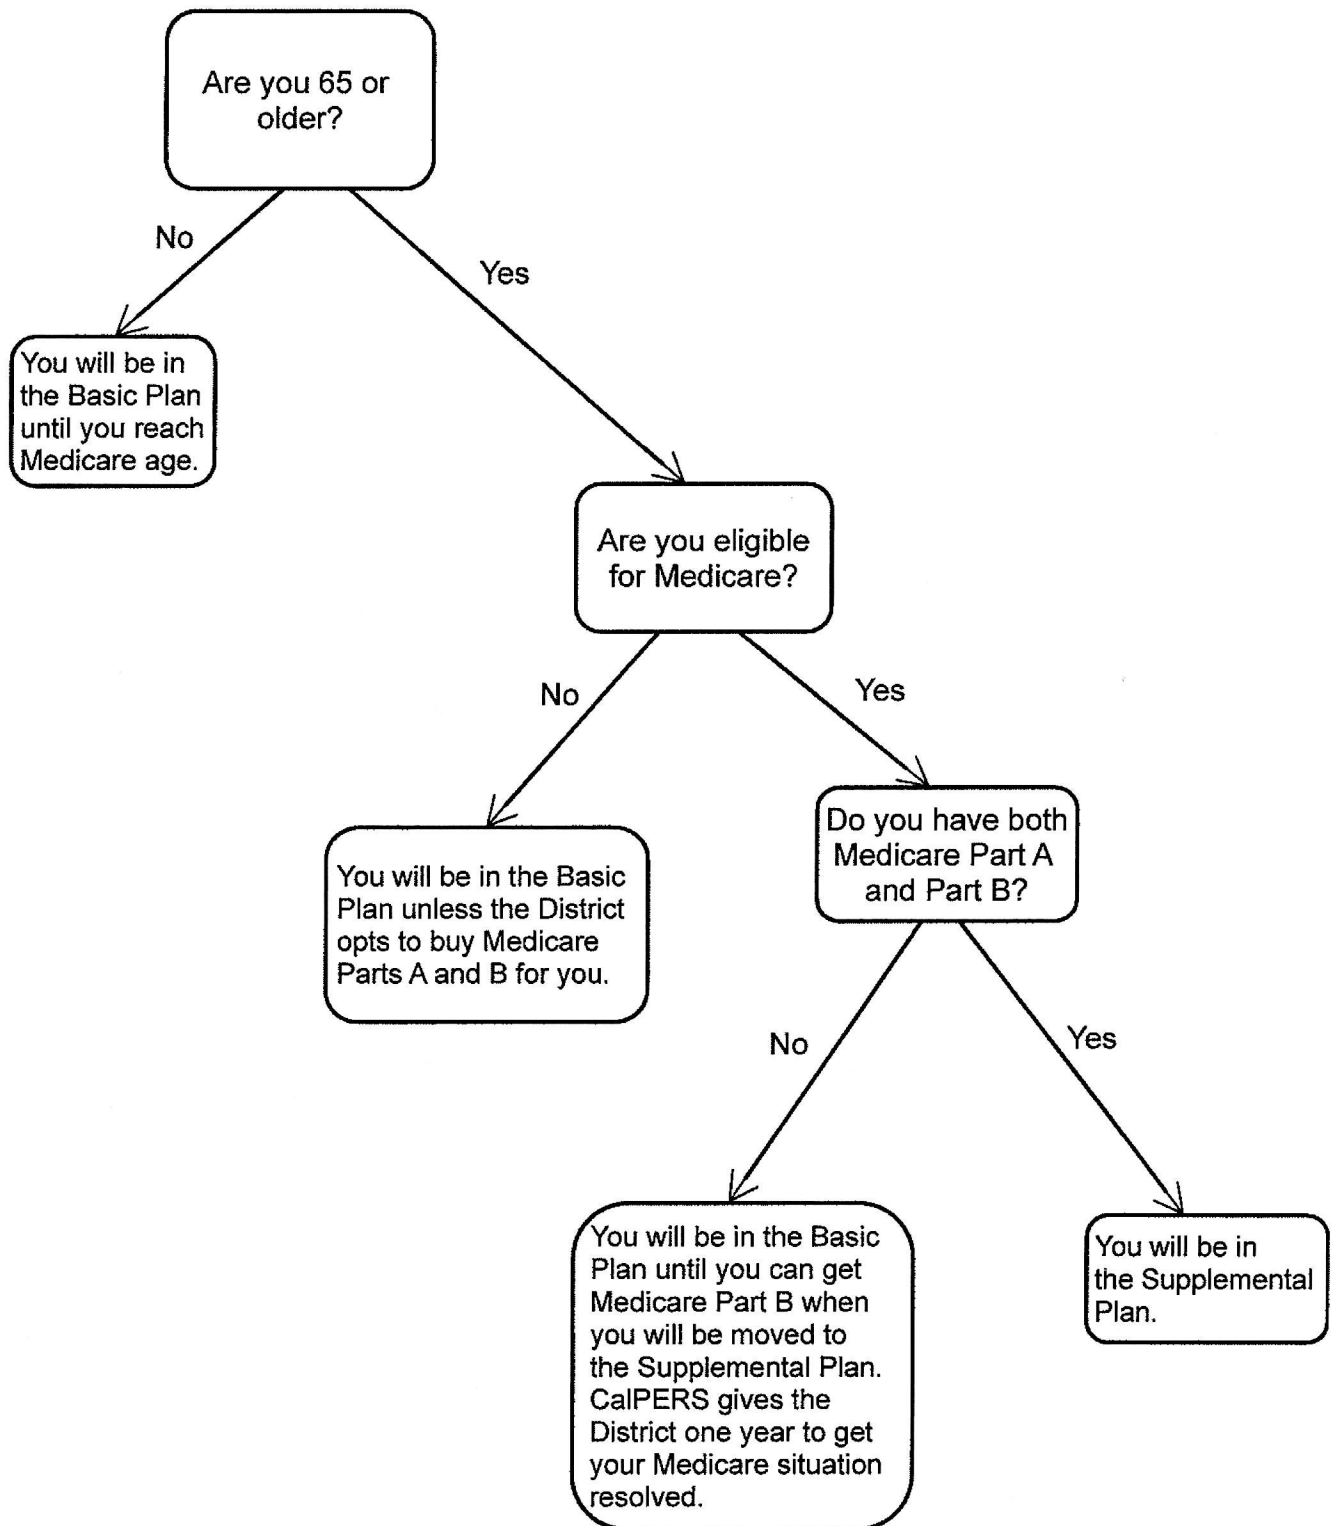 Are you 65 or
older?
No
Yes
You will be in
the Basic Plan
until you reach
Medicare age.
Are you eligible
for Medicare?
No
Yes
Do you have both
Medicare Part A
and Part B?
You will be in the Basic
Plan unless the District
opts to buy Medicare
Parts A and B for you.
No
Yes
You will be in the Basic
Plan until you can get
Medicare Part B when
you will be moved to
the Supplemental Plan.
CalPERS gives the
District one year to get
your Medicare situation
resolved.
You will be in
the Supplemental
Plan.